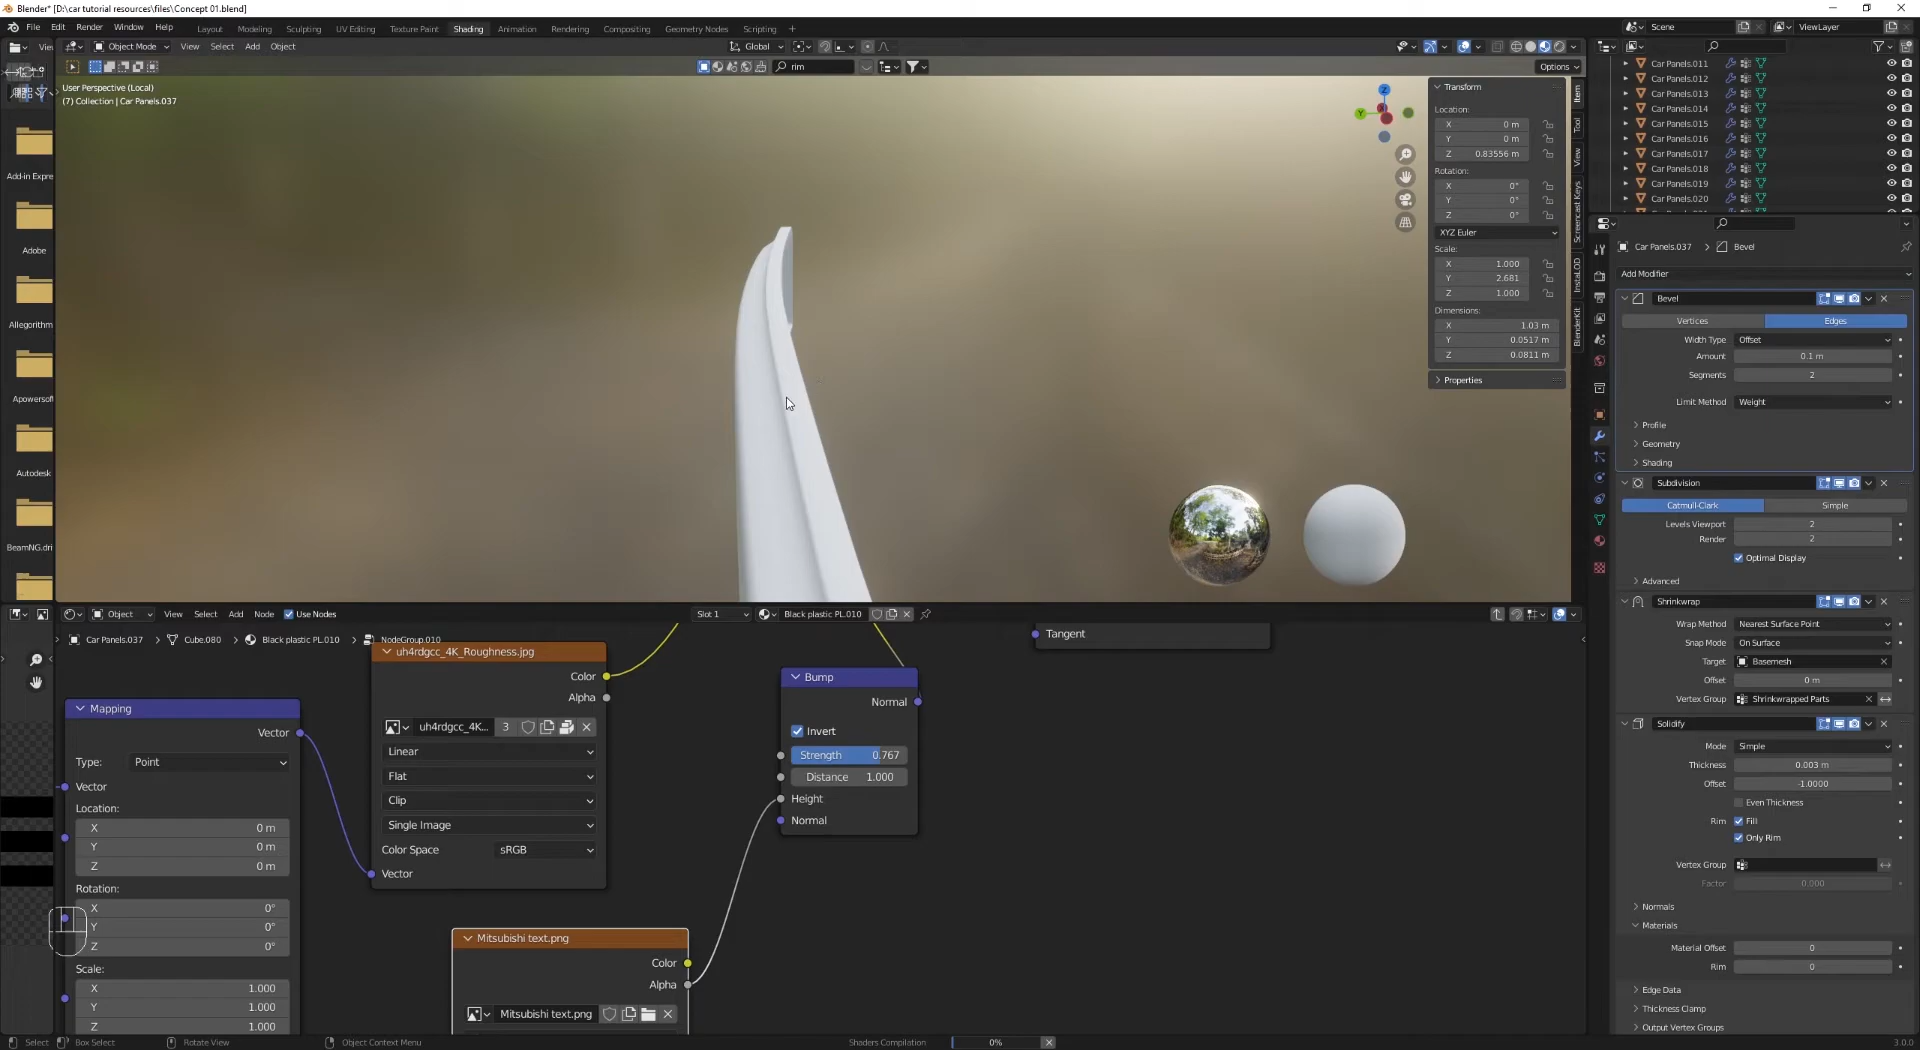 Blender* [D:\car tutorial resources\files\Concept 01.blend]
File Edit Render Window Help
Layout Modeling Sculpting UV Editing Texture Paint Shading Animation Rendering Compositing Geometry Nodes Scripting +
Scene
ViewLayer
Object Mode View Select Add Object
Global
rim
Options
User Perspective (Local)
(7) Collection | Car Panels.037
Add-in Expre
Adobe
Allegorithm
Apowersoft
Autodesk
BeamNG.dri
Z
Y
Transform
Location:
X 0 m
Y 0 m
Z 0.83556 m
Rotation:
X 0°
Y 0°
Z 0°
XYZ Euler
Scale:
X 1.000
Y 2.681
Z 1.000
Dimensions:
X 1.03 m
Y 0.0517 m
Z 0.0811 m
Properties
Item
Tool
View
Screencast Keys
InstaLOD
BlenderKit
Car Panels.011
Car Panels.012
Car Panels.013
Car Panels.014
Car Panels.015
Car Panels.016
Car Panels.017
Car Panels.018
Car Panels.019
Car Panels.020
Car Panels.037 > Bevel
Add Modifier
Bevel
Vertices Edges
Width Type Offset
Amount 0.1 m
Segments 2
Limit Method Weight
Profile
Geometry
Shading
Subdivision
Catmull-Clark Simple
Levels Viewport 2
Render 2
Optimal Display
Advanced
Shrinkwrap
Wrap Method Nearest Surface Point
Snap Mode On Surface
Target Basemesh
Offset 0 m
Vertex Group Shrinkwrapped Parts
Solidify
Mode Simple
Thickness 0.003 m
Offset -1.0000
Even Thickness
Rim Fill
Only Rim
Vertex Group
Factor 0.000
Normals
Materials
Material Offset 0
Rim 0
Edge Data
Thickness Clamp
Output Vertex Groups
Object View Select Add Node Use Nodes
Slot 1
Black plastic PL.010
Car Panels.037 > Cube.080 > Black plastic PL.010 > NodeGroup.010
Mapping
Vector
Type: Point
Vector
Location:
X 0 m
Y 0 m
Z 0 m
Rotation:
X 0°
Y 0°
Z 0°
Scale:
X 1.000
Y 1.000
Z 1.000
uh4rdgcc_4K_Roughness.jpg
Color
Alpha
uh4rdgcc_4K... 3
Linear
Flat
Clip
Single Image
Color Space sRGB
Vector
Mitsubishi text.png
Color
Alpha
Mitsubishi text.png
Bump
Normal
Invert
Strength 0.767
Distance 1.000
Height
Normal
Tangent
Select Box Select Rotate View Object Context Menu
Shaders Compilation 0%
3.0.0